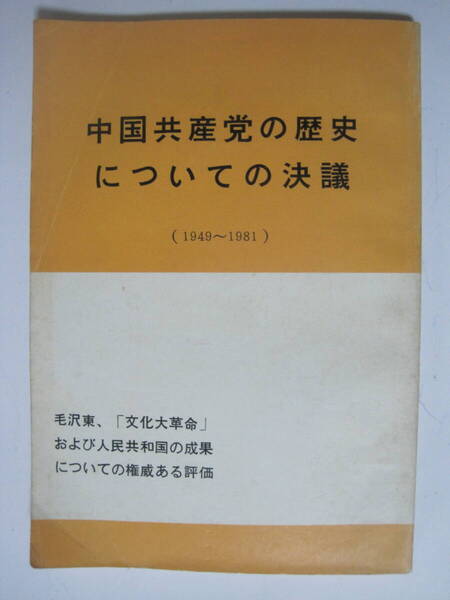 中国共産党の歴史
についての決議
(1949〜1981)
毛沢東、「文化大革命」
および人民共和国の成果
についての権威ある評価